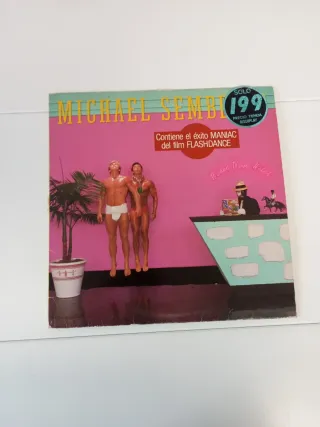 SOLO
199
MICHAEL SEMBE
Contiene el éxito MANIAC
del film FLASHDANCE